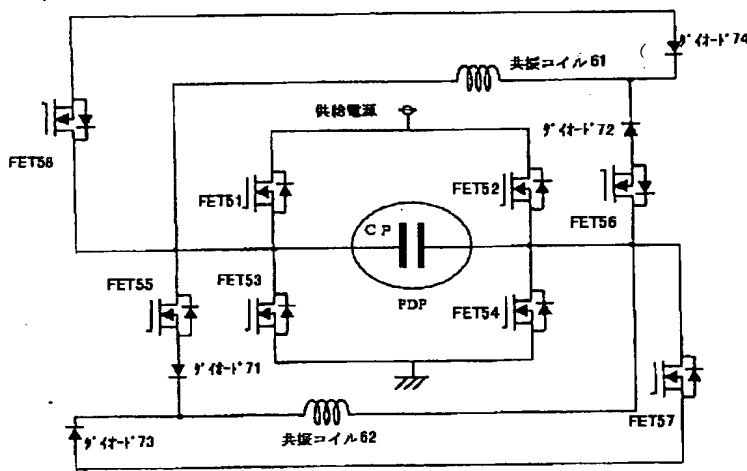 ダイオード74
共振コイル61
供給電源
ダイオード72
FET58
FET51
FET52
FET56
CP
FET55
FET53
PDP
FET54
ダイオード71
ダイオード73
共振コイル62
FET57